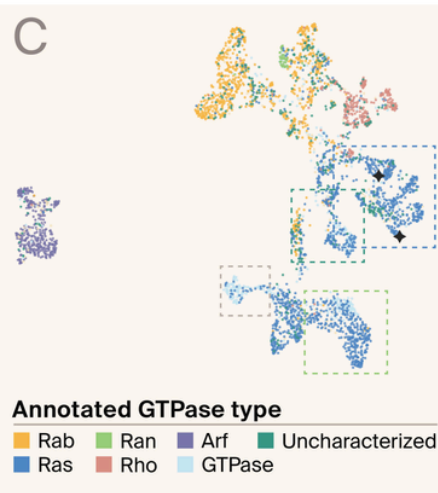 C
Annotated GTPase type
Rab Ran Arf Uncharacterized
Ras Rho GTPase